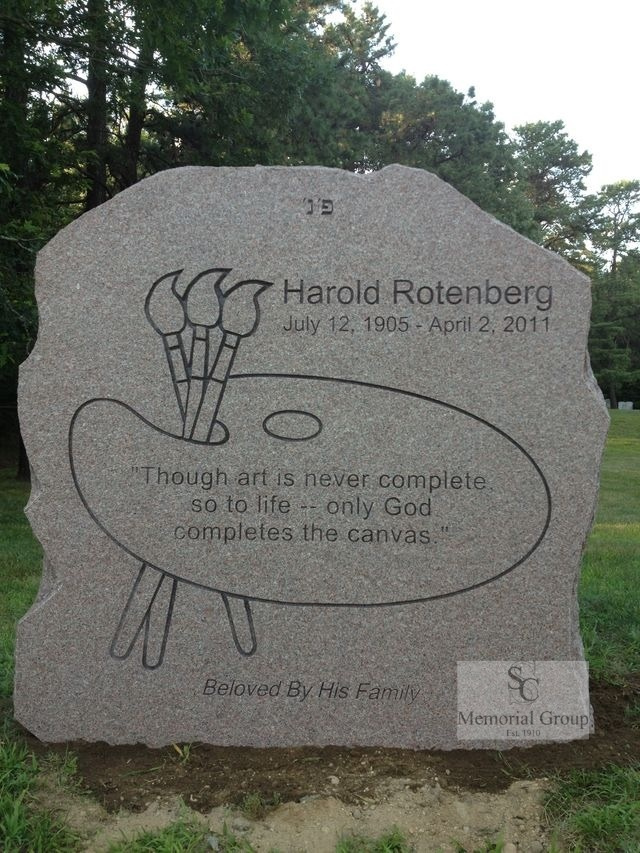 פ'נ'
Harold Rotenberg
July 12, 1905 - April 2, 2011
"Though art is never complete,
so to life -- only God
completes the canvas."
Beloved By His Family
SC
Memorial Group
Est. 1910